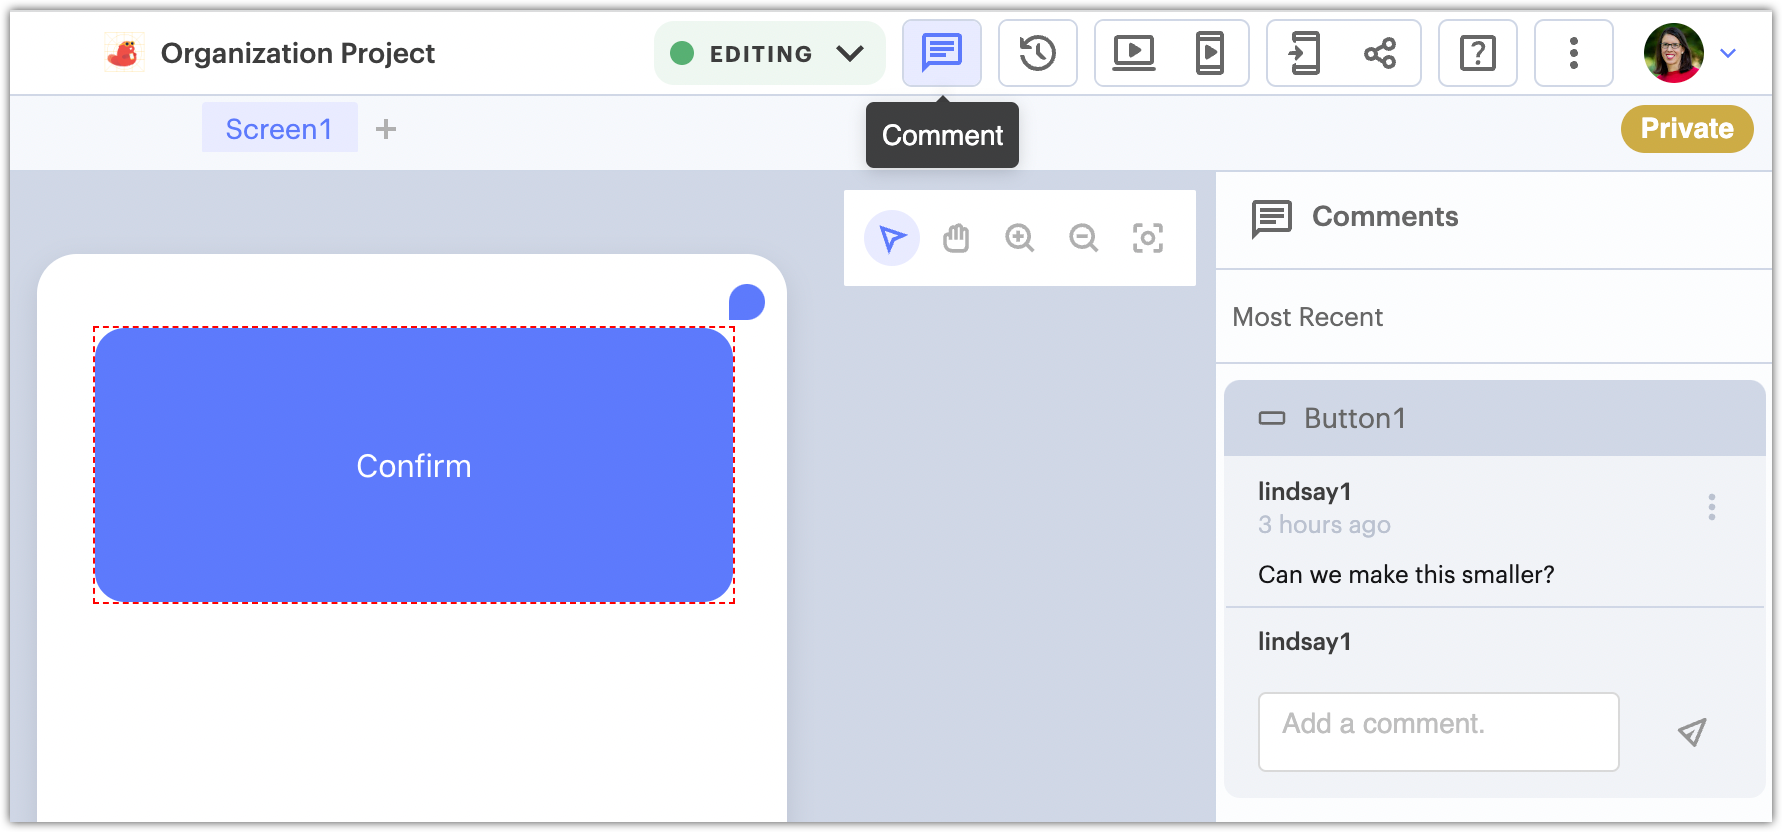 Organization Project
EDITING
Screen1 +
Comment
Private
Comments
Most Recent
Confirm
Button1
lindsay1
3 hours ago
Can we make this smaller?
lindsay1
Add a comment.